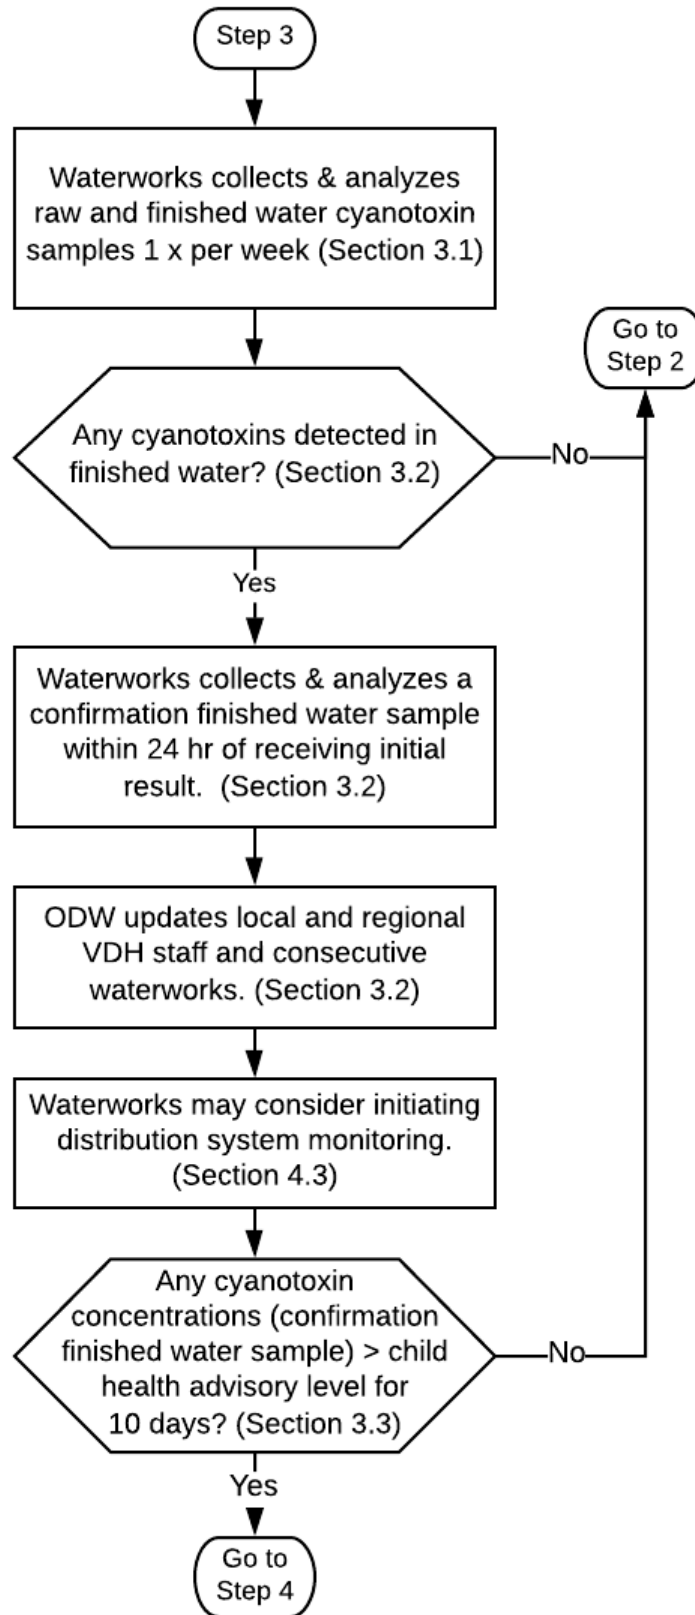 Step 3
Waterworks collects & analyzes
raw and finished water cyanotoxin
samples 1 x per week (Section 3.1)
Go to
Step 2
Any cyanotoxins detected in
finished water? (Section 3.2)
No
Yes
Waterworks collects & analyzes a
confirmation finished water sample
within 24 hr of receiving initial
result.  (Section 3.2)
ODW updates local and regional
VDH staff and consecutive
waterworks. (Section 3.2)
Waterworks may consider initiating
distribution system monitoring.
(Section 4.3)
Any cyanotoxin
concentrations (confirmation
finished water sample) > child
health advisory level for
10 days? (Section 3.3)
No
Yes
Go to
Step 4